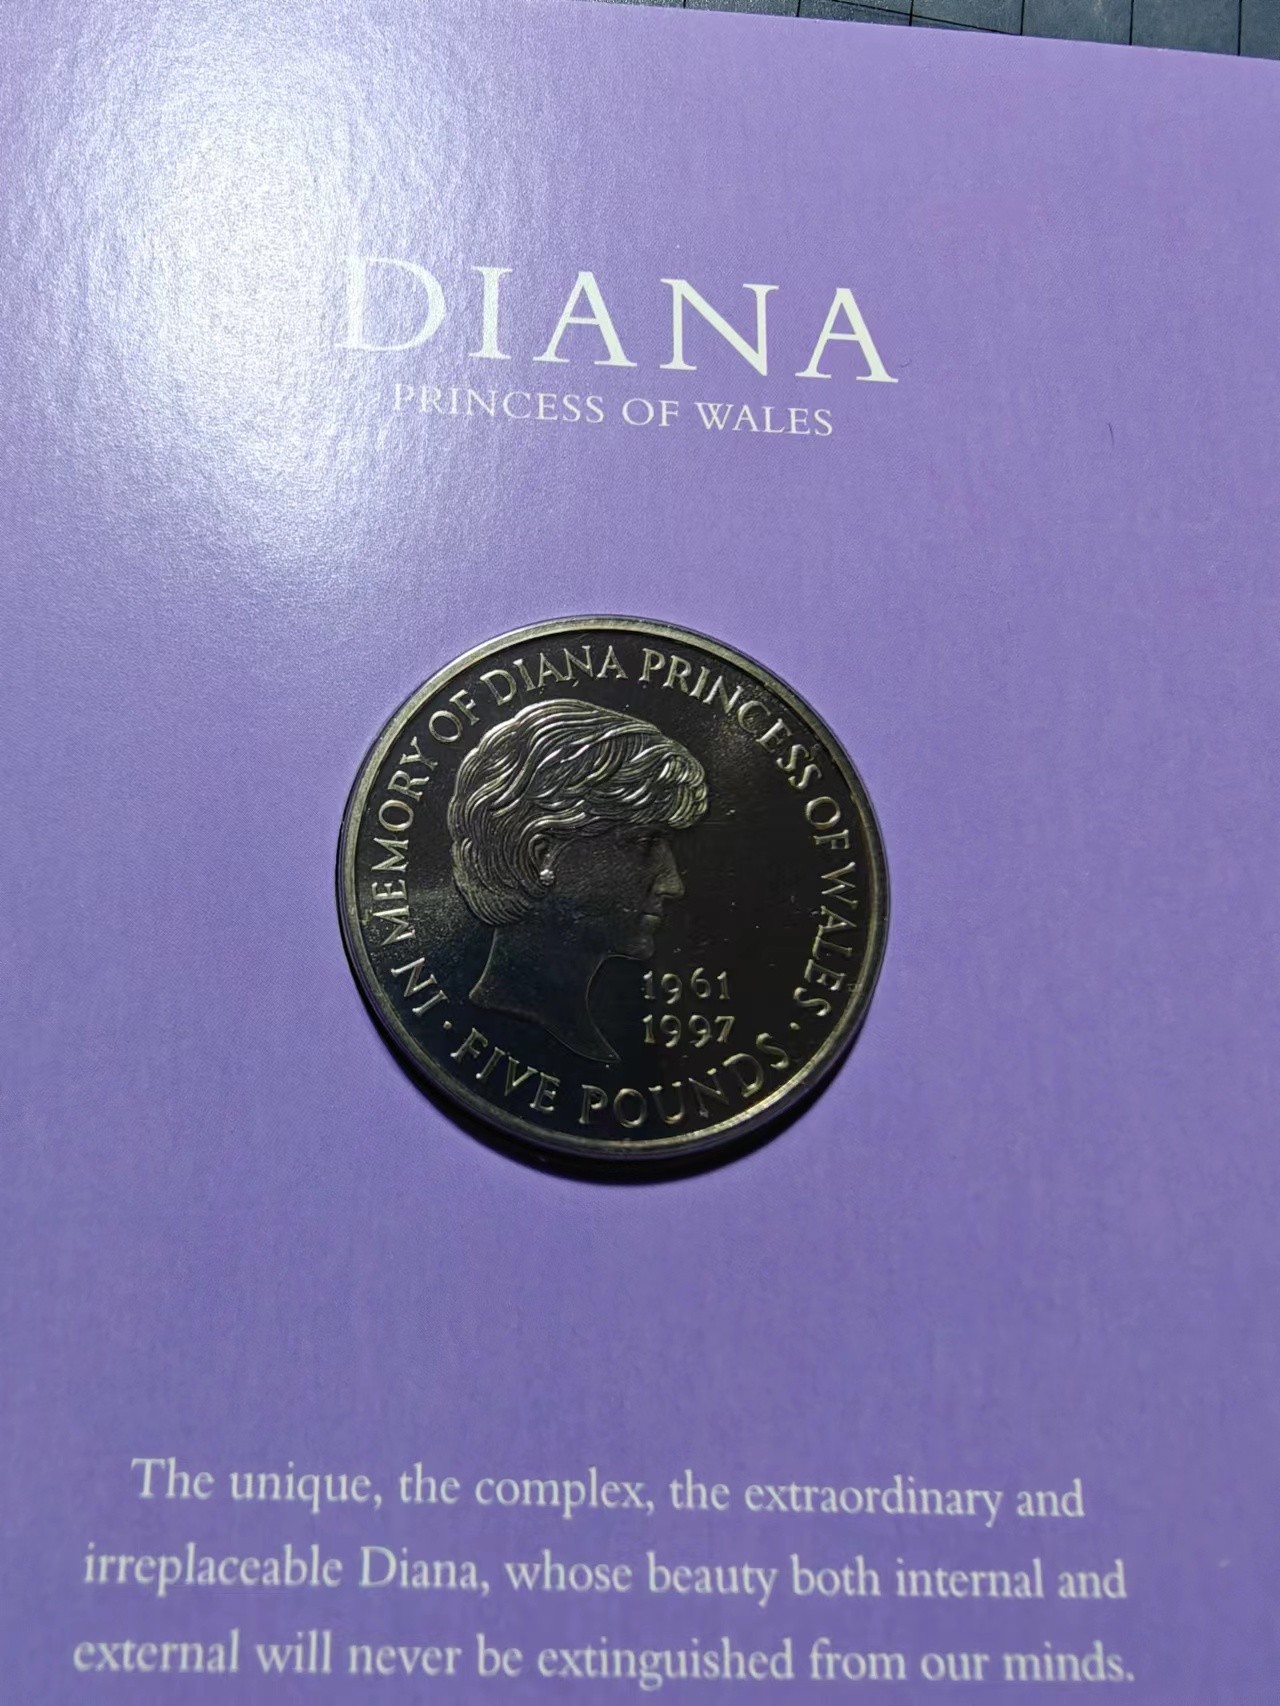 DIANA
PRINCESS OF WALES
IN MEMORY OF DIANA PRINCESS OF WALES
1961
1997
· FIVE POUNDS ·
The unique, the complex, the extraordinary and
irreplaceable Diana, whose beauty both internal and
external will never be extinguished from our minds.